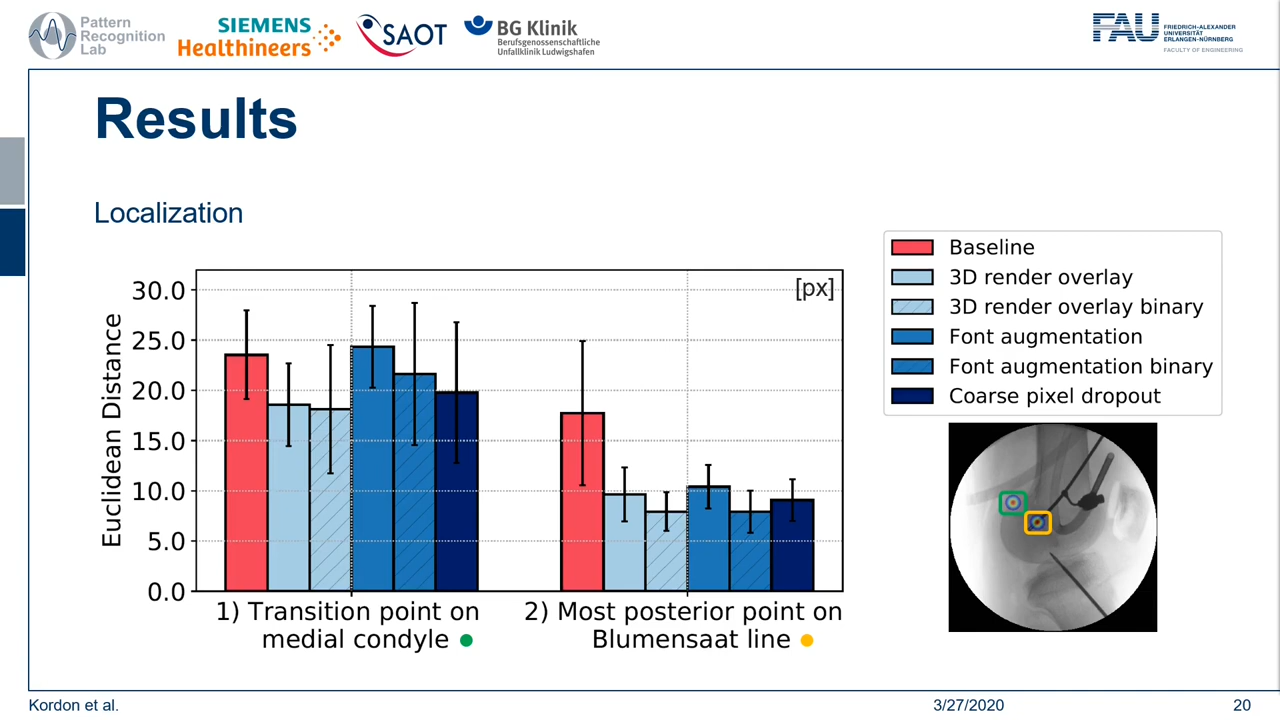 Pattern
Recognition
Lab
SIEMENS
Healthineers
SAOT
BG Klinik
Berufsgenossenschaftliche
Unfallklinik Ludwigshafen
FAU
FRIEDRICH-ALEXANDER
UNIVERSITÄT
ERLANGEN-NÜRNBERG
FACULTY OF ENGINEERING
Results
Localization
Euclidean Distance
30.0
25.0
20.0
15.0
10.0
5.0
0.0
[px]
1) Transition point on
medial condyle
2) Most posterior point on
Blumensaat line
Baseline
3D render overlay
3D render overlay binary
Font augmentation
Font augmentation binary
Coarse pixel dropout
Kordon et al.
3/27/2020
20